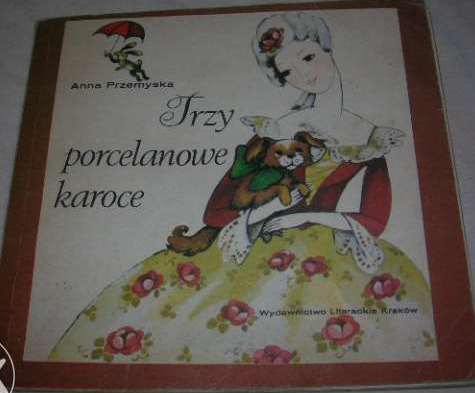 Anna Przemyska
Trzy
porcelanowe
karoce
Wydawnictwo Literackie Kraków